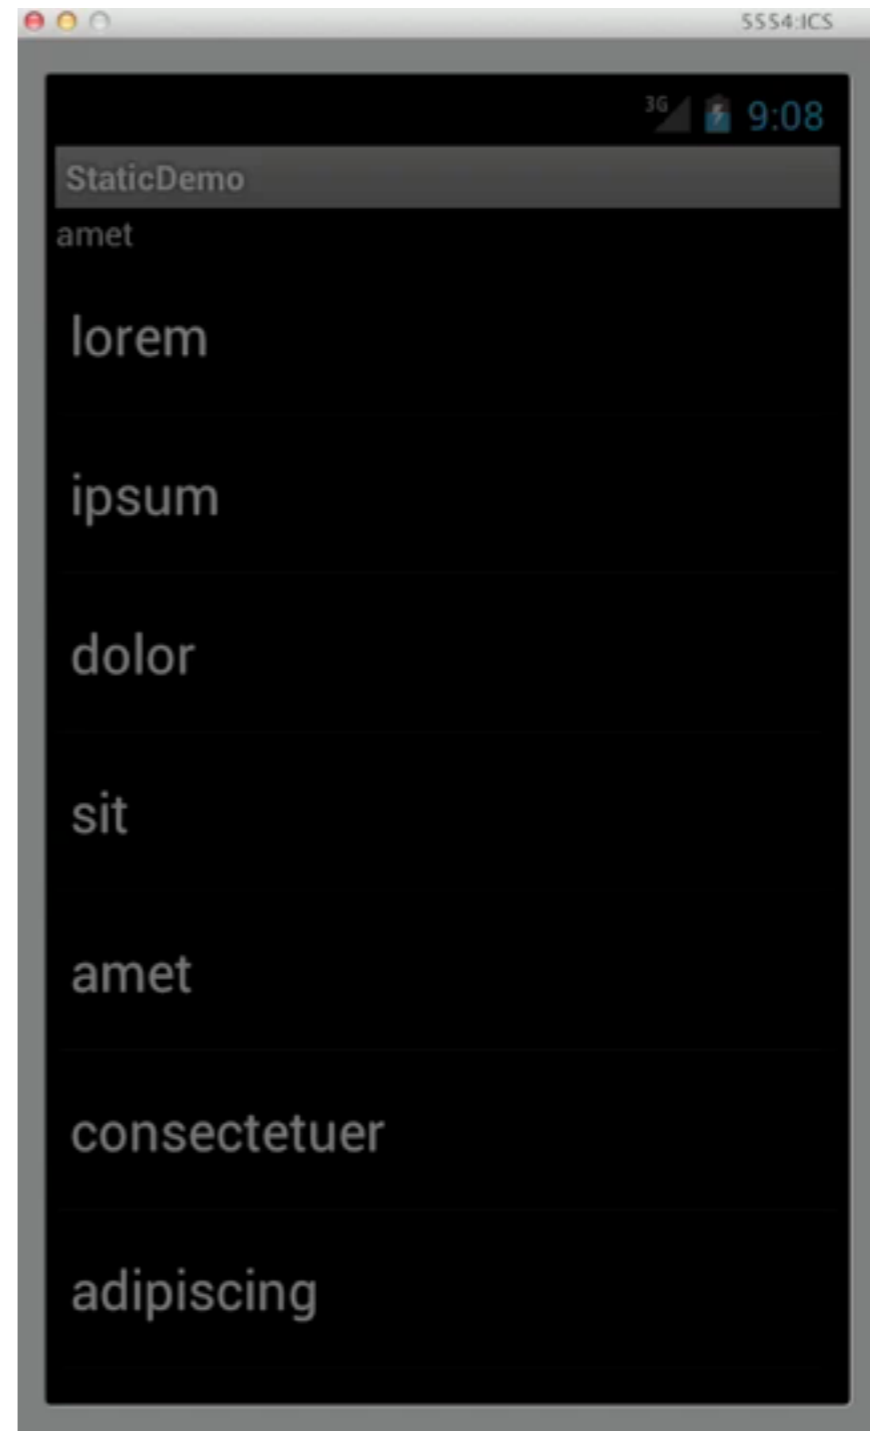 5554:ICS
3G 9:08
StaticDemo
amet
lorem
ipsum
dolor
sit
amet
consectetuer
adipiscing